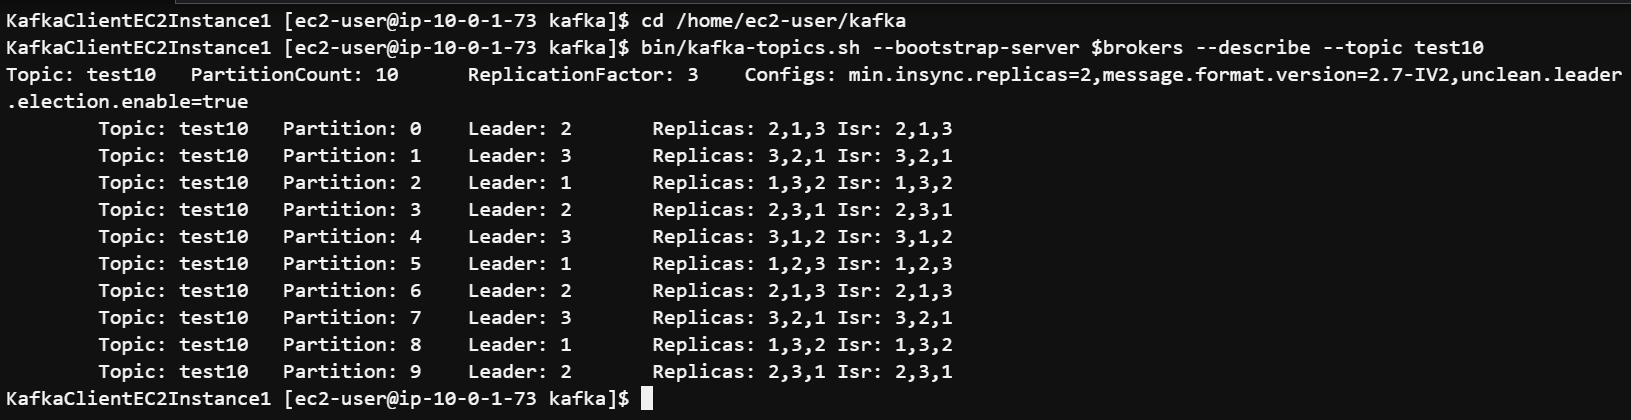 KafkaClientEC2Instance1 [ec2-user@ip-10-0-1-73 kafka]$ cd /home/ec2-user/kafka
KafkaClientEC2Instance1 [ec2-user@ip-10-0-1-73 kafka]$ bin/kafka-topics.sh --bootstrap-server $brokers --describe --topic test10
Topic: test10   PartitionCount: 10      ReplicationFactor: 3    Configs: min.insync.replicas=2,message.format.version=2.7-IV2,unclean.leader
.election.enable=true
        Topic: test10   Partition: 0    Leader: 2       Replicas: 2,1,3 Isr: 2,1,3
        Topic: test10   Partition: 1    Leader: 3       Replicas: 3,2,1 Isr: 3,2,1
        Topic: test10   Partition: 2    Leader: 1       Replicas: 1,3,2 Isr: 1,3,2
        Topic: test10   Partition: 3    Leader: 2       Replicas: 2,3,1 Isr: 2,3,1
        Topic: test10   Partition: 4    Leader: 3       Replicas: 3,1,2 Isr: 3,1,2
        Topic: test10   Partition: 5    Leader: 1       Replicas: 1,2,3 Isr: 1,2,3
        Topic: test10   Partition: 6    Leader: 2       Replicas: 2,1,3 Isr: 2,1,3
        Topic: test10   Partition: 7    Leader: 3       Replicas: 3,2,1 Isr: 3,2,1
        Topic: test10   Partition: 8    Leader: 1       Replicas: 1,3,2 Isr: 1,3,2
        Topic: test10   Partition: 9    Leader: 2       Replicas: 2,3,1 Isr: 2,3,1
KafkaClientEC2Instance1 [ec2-user@ip-10-0-1-73 kafka]$